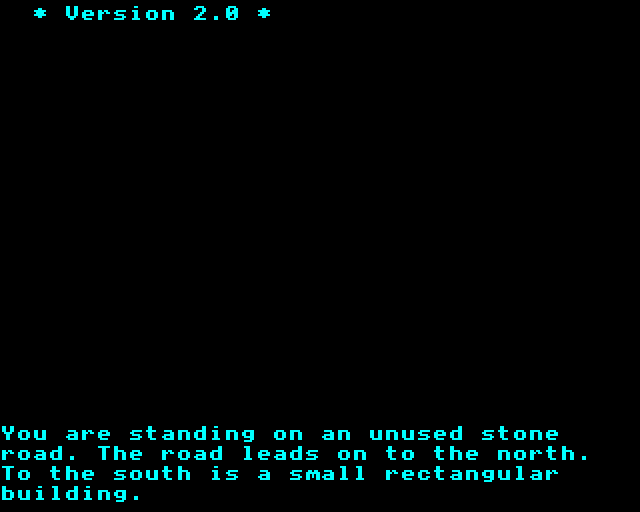 * Version 2.0 *
You are standing on an unused stone
road. The road leads on to the north.
To the south is a small rectangular
building.